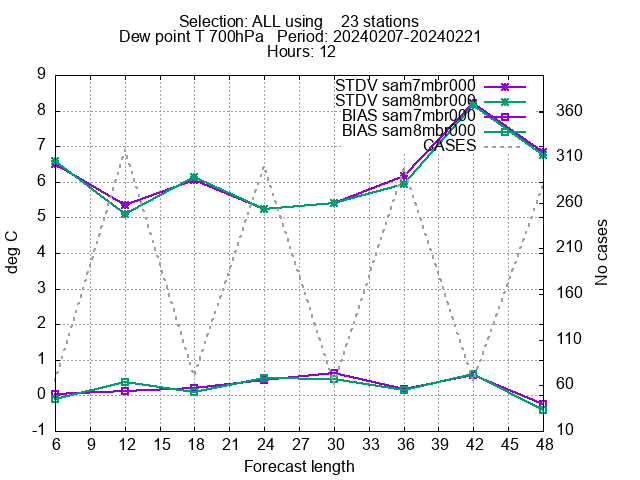 Selection: ALL using    23 stations
Dew point T 700hPa   Period: 20240207-20240221
Hours: 12
STDV sam7mbr000
STDV sam8mbr000
BIAS sam7mbr000
BIAS sam8mbr000
CASES
deg C
9
8
7
6
5
4
3
2
1
0
-1
No cases
360
310
260
210
160
110
60
10
6 9 12 15 18 21 24 27 30 33 36 39 42 45 48
Forecast length